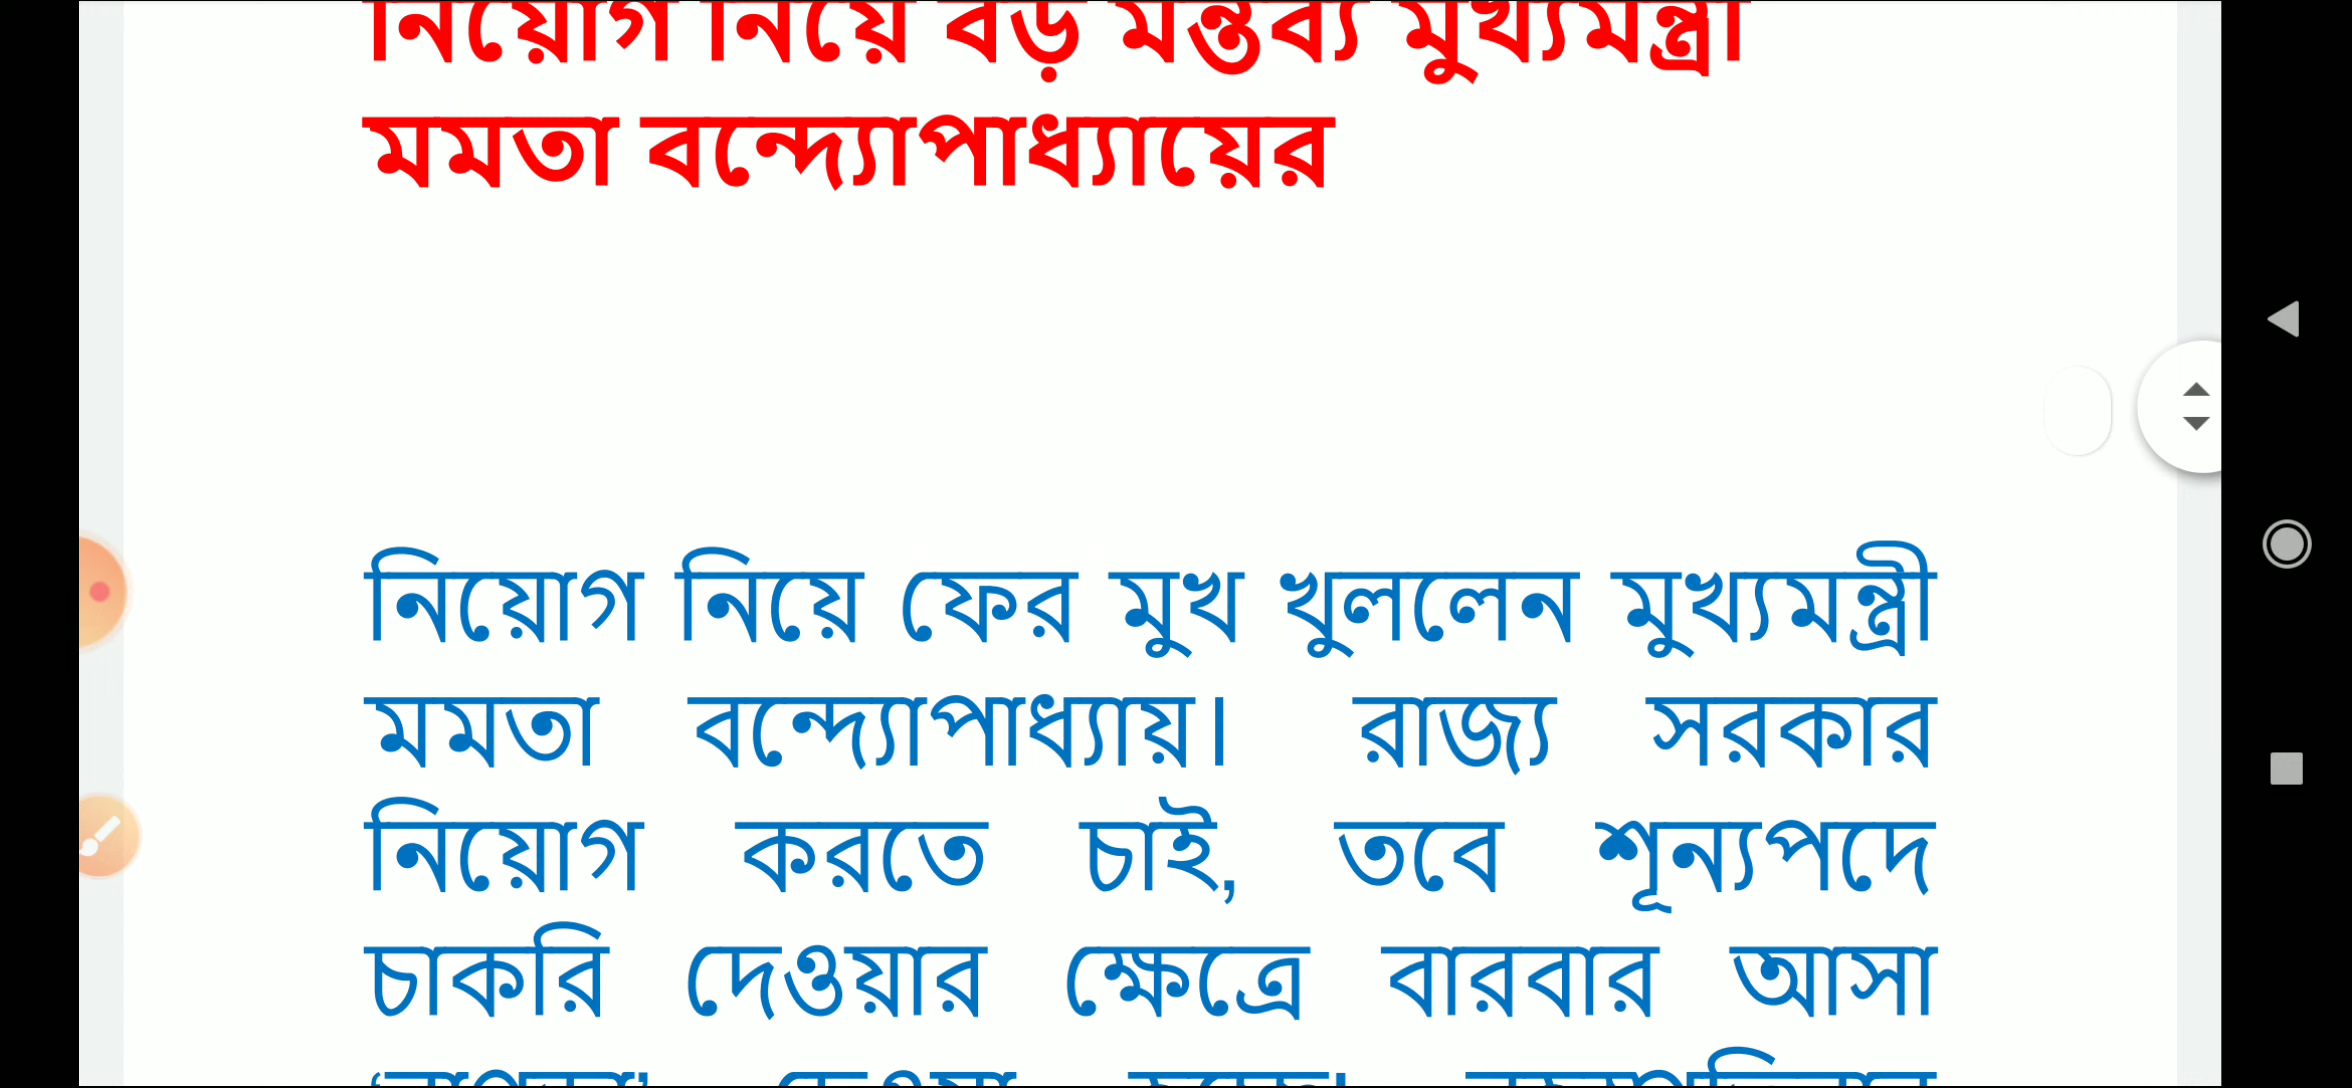 নিয়োগ নিয়ে বড় মন্তব্য মুখ্যমন্ত্রী
মমতা বন্দ্যোপাধ্যায়ের
নিয়োগ নিয়ে ফের মুখ খুললেন মুখ্যমন্ত্রী
মমতা বন্দ্যোপাধ্যায়। রাজ্য সরকার
নিয়োগ করতে চাই, তবে শূন্যপদে
চাকরি দেওয়ার ক্ষেত্রে বারবার আসা